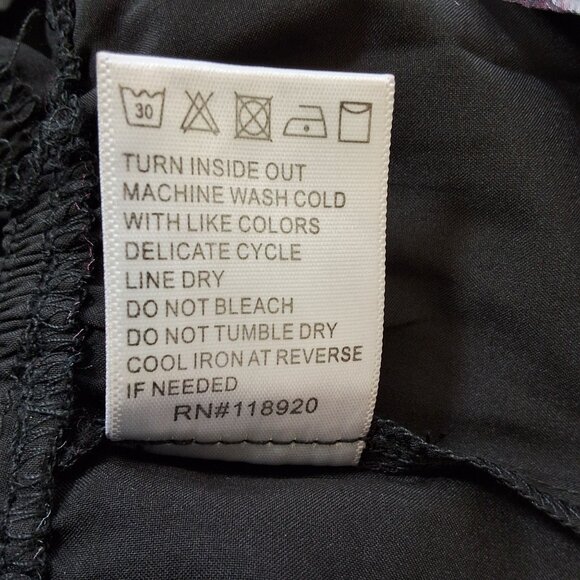 30
TURN INSIDE OUT
MACHINE WASH COLD
WITH LIKE COLORS
DELICATE CYCLE
LINE DRY
DO NOT BLEACH
DO NOT TUMBLE DRY
COOL IRON AT REVERSE
IF NEEDED
RN#118920